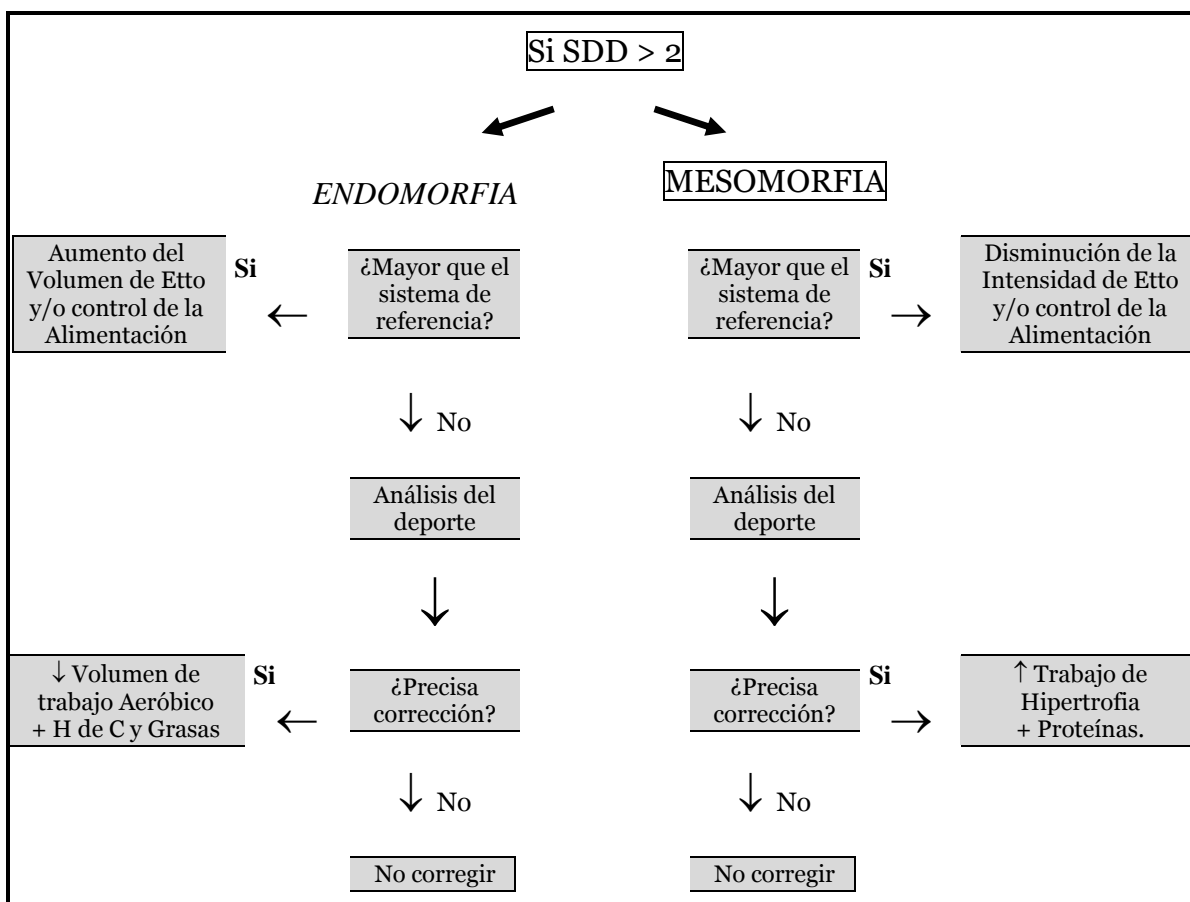 Si SDD > 2
ENDOMORFIA
MESOMORFIA
Aumento del
Volumen de Etto
y/o control de la
Alimentación
Si
←
¿Mayor que el
sistema de
referencia?
¿Mayor que el
sistema de
referencia?
Si
→
Disminución de la
Intensidad de Etto
y/o control de la
Alimentación
↓ No
↓ No
Análisis del
deporte
Análisis del
deporte
↓
↓
↓ Volumen de
trabajo Aeróbico
+ H de C y Grasas
Si
←
¿Precisa
corrección?
¿Precisa
corrección?
Si
→
↑ Trabajo de
Hipertrofia
+ Proteínas.
↓ No
↓ No
No corregir
No corregir